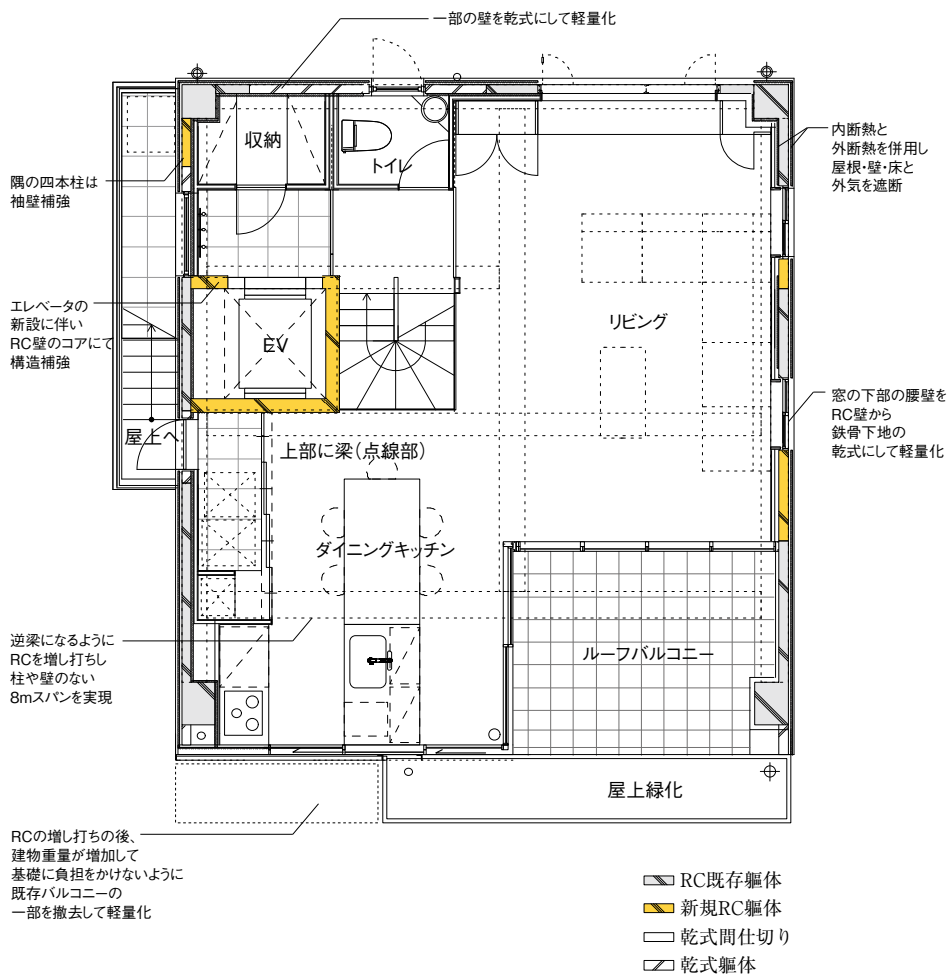 一部の壁を乾式にして軽量化
収納
トイレ
内断熱と
外断熱を併用し
屋根・壁・床と
外気を遮断
隅の四本柱は
袖壁補強
エレベータの
新設に伴い
RC壁のコアにて
構造補強
EV
リビング
窓の下部の腰壁を
RC壁から
鉄骨下地の
乾式にして軽量化
屋上へ
上部に梁(点線部)
ダイニングキッチン
逆梁になるように
RCを増し打ちし
柱や壁のない
8mスパンを実現
ルーフバルコニー
屋上緑化
RCの増し打ちの後、
建物重量が増加して
基礎に負担をかけないように
既存バルコニーの
一部を撤去して軽量化
RC既存躯体
新規RC躯体
乾式間仕切り
乾式躯体